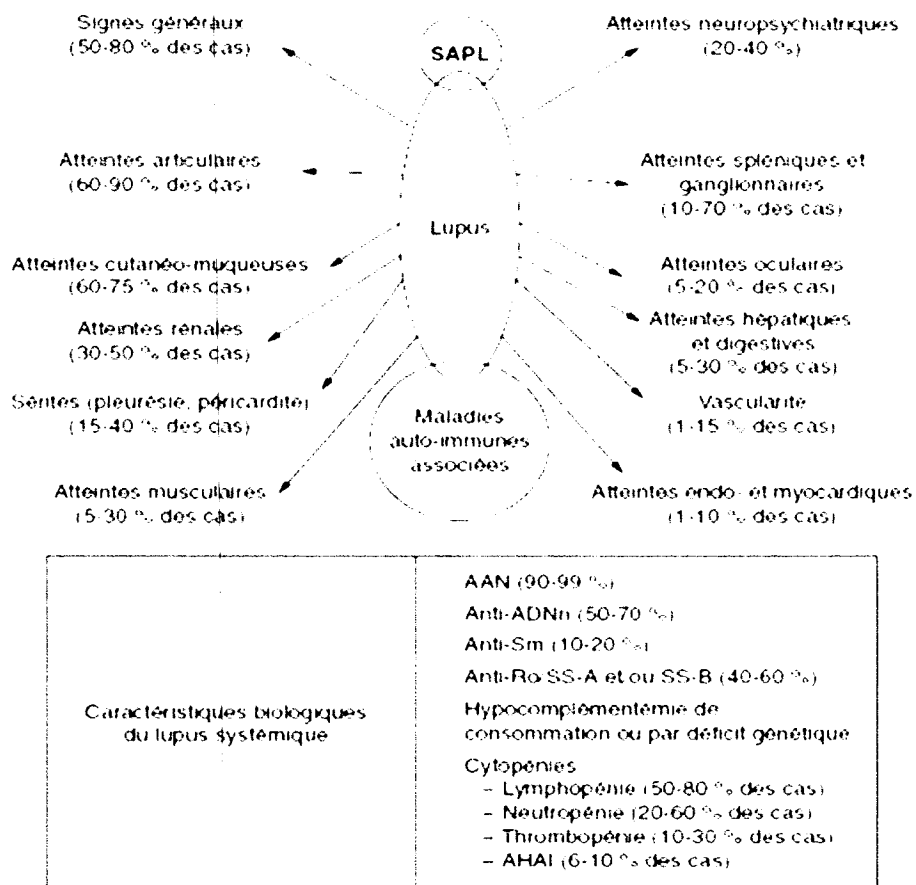 Signes généraux
(50-80 % des cas)
Atteintes neuropsychiatriques
(20-40 %)
SAPL
Atteintes articulaires
(60-90 % des cas)
Atteintes spléniques et
ganglionnaires
(10-70 % des cas)
Lupus
Atteintes cutanéo-muqueuses
(60-75 % des cas)
Atteintes oculaires
(5-20 % des cas)
Atteintes rénales
(30-50 % des cas)
Atteintes hépatiques
et digestives
(5-30 % des cas)
Sérites (pleurésie, péricardite)
(15-40 % des cas)
Vascularite
(1-15 % des cas)
Maladies
auto-immunes
associées
Atteintes musculaires
(5-30 % des cas)
Atteintes endo- et myocardiques
(1-10 % des cas)
Caractéristiques biologiques
du lupus systémique
AAN (90-99 %)
Anti-ADNn (50-70 %)
Anti-Sm (10-20 %)
Anti-Ro/SS-A et ou SS-B (40-60 %)
Hypocomplémentémie de
consommation ou par déficit génétique
Cytopénies
– Lymphopénie (50-80 % des cas)
– Neutropénie (20-60 % des cas)
– Thrombopénie (10-30 % des cas)
– AHAI (6-10 % des cas)